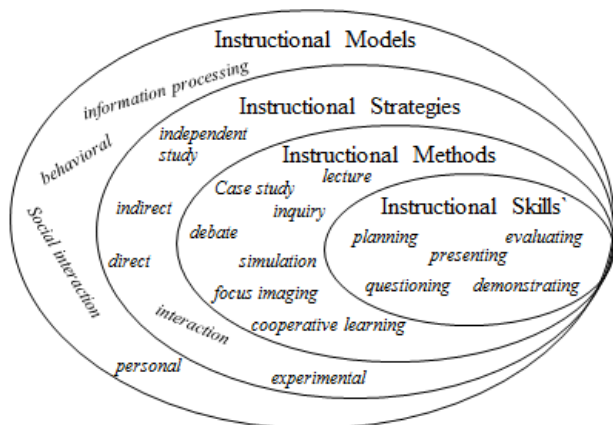 Instructional Models
information processing
behavioral
Social interaction
personal
Instructional Strategies
independent
study
indirect
direct
interaction
experimental
Instructional Methods
lecture
Case study
inquiry
debate
simulation
focus imaging
cooperative learning
Instructional Skills`
planning
evaluating
presenting
questioning
demonstrating